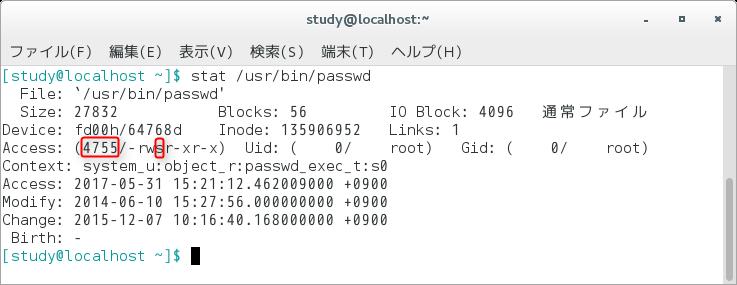 study@localhost:~
ファイル(F) 編集(E) 表示(V) 検索(S) 端末(T) ヘルプ(H)
[study@localhost ~]$ stat /usr/bin/passwd
File: `/usr/bin/passwd'
Size: 27832 Blocks: 56 IO Block: 4096 通常ファイル
Device: fd00h/64768d Inode: 135906952 Links: 1
Access: (4755/-rwsr-xr-x) Uid: ( 0/ root) Gid: ( 0/ root)
Context: system_u:object_r:passwd_exec_t:s0
Access: 2017-05-31 15:21:12.462009000 +0900
Modify: 2014-06-10 15:27:56.000000000 +0900
Change: 2015-12-07 10:16:40.168000000 +0900
Birth: -
[study@localhost ~]$